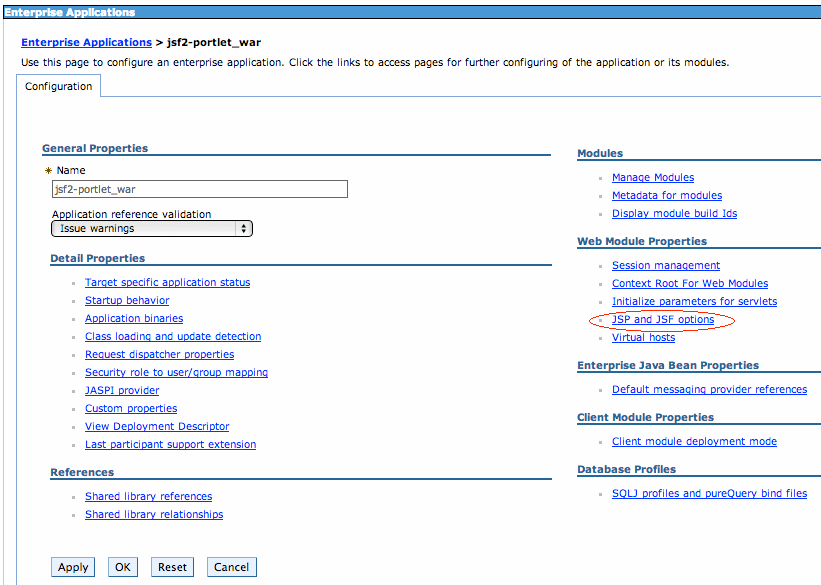 Enterprise Applications
Enterprise Applications > jsf2-portlet_war
Use this page to configure an enterprise application. Click the links to access pages for further configuring of the application or its modules.
Configuration
General Properties
Name
jsf2-portlet_war
Application reference validation
Issue warnings
Detail Properties
Target specific application status
Startup behavior
Application binaries
Class loading and update detection
Request dispatcher properties
Security role to user/group mapping
JASPI provider
Custom properties
View Deployment Descriptor
Last participant support extension
References
Shared library references
Shared library relationships
Modules
Manage Modules
Metadata for modules
Display module build Ids
Web Module Properties
Session management
Context Root For Web Modules
Initialize parameters for servlets
JSP and JSF options
Virtual hosts
Enterprise Java Bean Properties
Default messaging provider references
Client Module Properties
Client module deployment mode
Database Profiles
SQLJ profiles and pureQuery bind files
Apply OK Reset Cancel